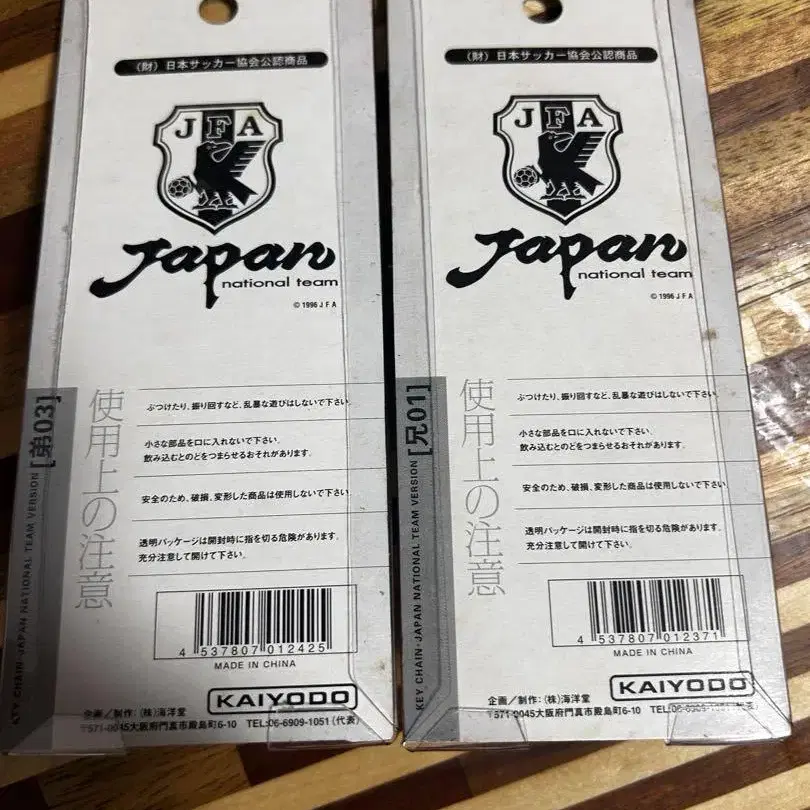 (財)日本サッカー協会公認商品
JFA
Japan
national team
© 1996 J F A
使用上の注意
ぶつけたり、振り回すなど、乱暴な遊びはしないで下さい
小さな部品を口に入れないで下さい。
飲み込むとのどをつまらせるおそれがあります。
安全のため、破損、変形した商品は使用しないで下さい
透明パッケージは開封時に指を切る危険があります。
充分注意して開けて下さい。
KEY CHAIN·JAPAN NATIONAL TEAM VERSION [弟03]
4 537807 012425
MADE IN CHINA
KAIYODO
企画/制作:(株)海洋堂
〒571-0045大阪府門真市殿島町6-10 TEL:06-6909-1051(代表)
(財)日本サッカー協会公認商品
JFA
Japan
national team
© 1996 J F A
使用上の注意
ぶつけたり、振り回すなど、乱暴な遊びはしないで下さい
小さな部品を口に入れないで下さい。
飲み込むとのどをつまらせるおそれがあります。
安全のため、破損、変形した商品は使用しないで下さい
透明パッケージは開封時に指を切る危険があります。
充分注意して開けて下さい。
KEY CHAIN·JAPAN NATIONAL TEAM VERSION [兄01]
4 537807 012371
MADE IN CHINA
KAIYODO
企画/制作:(株)海洋堂
〒571-0045大阪府門真市殿島町6-10 TEL:06-6909-1051(代表)